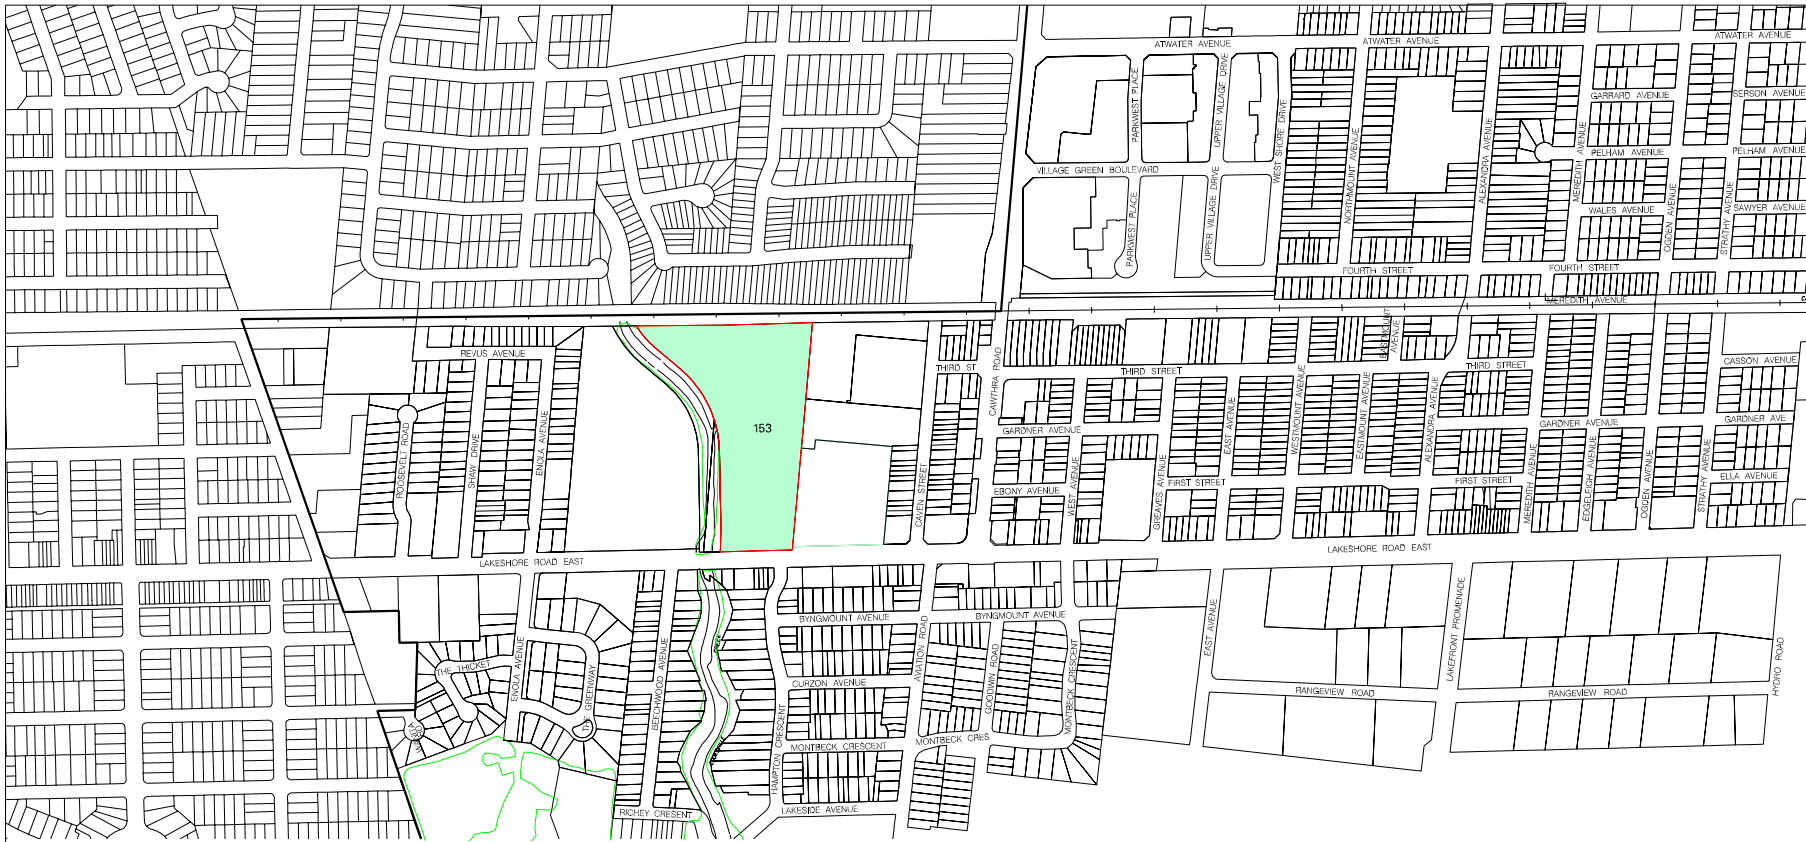 ATWATER AVENUE
ATWATER AVENUE
ATWATER AVENUE
PARKWEST PLACE
UPPER VILLAGE DRIVE
WEST SHORE DRIVE
NORTHMOUNT AVENUE
ALEXANDRA AVENUE
MEREDITH AVENUE
GARRARD AVENUE
SERSON AVENUE
PELHAM AVENUE
PELHAM AVENUE
VILLAGE GREEN BOULEVARD
PARKWEST PLACE
UPPER VILLAGE DRIVE
WALES AVENUE
SAWYER AVENUE
OGDEN AVENUE
STRATHY AVENUE
FOURTH STREET
FOURTH STREET
MEREDITH AVENUE
REVUS AVENUE
EASTMOUNT
AVENUE
CAWTHRA ROAD
THIRD ST
THIRD STREET
THIRD STREET
CASSON AVENUE
153
ROOSEVELT ROAD
SHAW DRIVE
ENOLA AVENUE
GARDNER AVENUE
GARDNER AVENUE
GARDNER AVE
EAST AVENUE
WESTMOUNT AVENUE
EASTMOUNT AVENUE
ALEXANDRA AVENUE
CAVEN STREET
EBONY AVENUE
WEST AVENUE
GREAVES AVENUE
FIRST STREET
FIRST STREET
MEREDITH AVENUE
EDGELEIGH AVENUE
OGDEN AVENUE
STRATHY AVENUE
ELLA AVENUE
LAKESHORE ROAD EAST
LAKESHORE ROAD EAST
BYNGMOUNT AVENUE
BYNGMOUNT AVENUE
EAST AVENUE
LAKEFRONT PROMENADE
HYDRO ROAD
THE THICKET
ENOLA AVENUE
THE GREENWAY
BEECHWOOD AVENUE
HAMPTON CRESCENT
CURZON AVENUE
AVIATION ROAD
GOODWIN ROAD
MONTBECK CRESCENT
RANGEVIEW ROAD
RANGEVIEW ROAD
MONTBECK CRESCENT
MONTBECK CRES
LAKESIDE AVENUE
RICHEY CRESENT